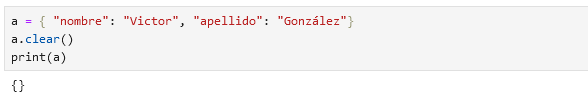 a = { "nombre": "Victor", "apellido": "González"}
a.clear()
print(a)
{}